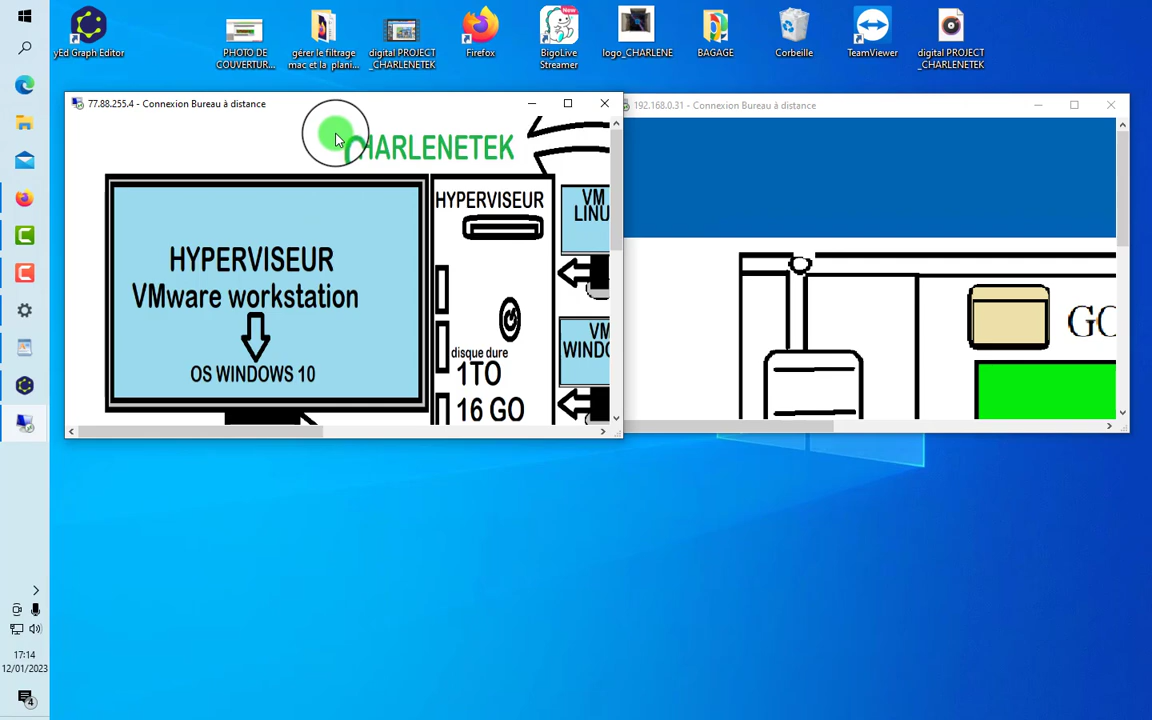 yEd Graph Editor
PHOTO DE
COUVERTUR...
gérer le filtrage
mac et la plani...
digital PROJECT
_CHARLENETEK
Firefox
New
BigoLive
Streamer
logo_CHARLENE
BAGAGE
Corbeille
TeamViewer
digital PROJECT
_CHARLENETEK
77.88.255.4 - Connexion Bureau à distance
192.168.0.31 - Connexion Bureau à distance
CHARLENETEK
HYPERVISEUR
VMware workstation
OS WINDOWS 10
HYPERVISEUR
disque dure
1TO
16 GO
VM
LINU
VM
WINDO
GO
17:14
12/01/2023
4